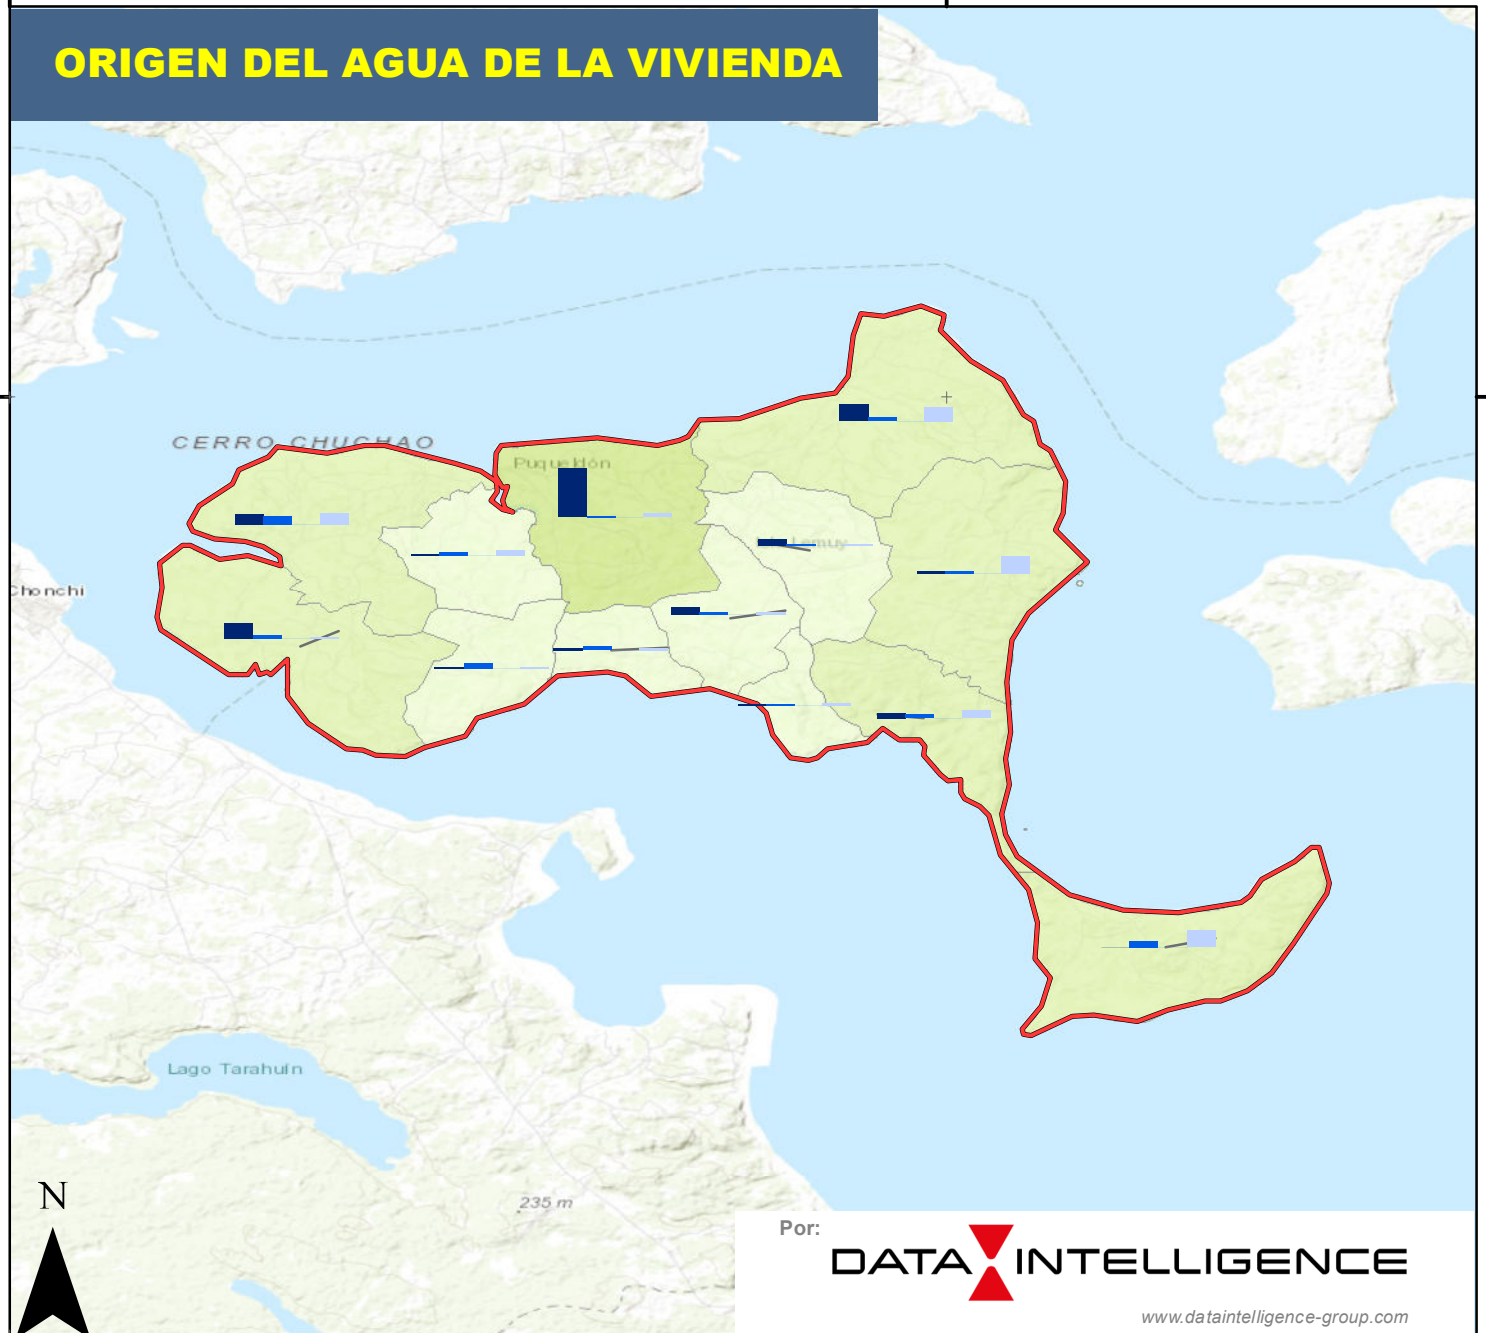 ORIGEN DEL AGUA DE LA VIVIENDA
CERRO CHUCHAO
Puqueldón
Lemuy
Chonchi
Lago Tarahuín
235 m
N
Por:
DATA INTELLIGENCE
www.dataintelligence-group.com